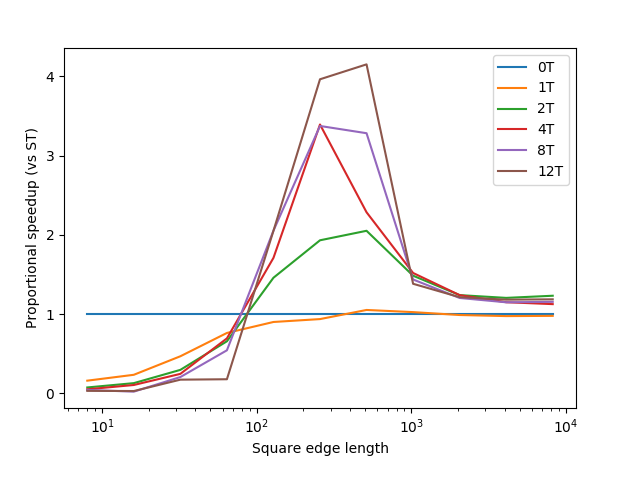 Proportional speedup (vs ST)
4
3
2
1
0
10¹
10²
10³
10⁴
Square edge length
0T
1T
2T
4T
8T
12T